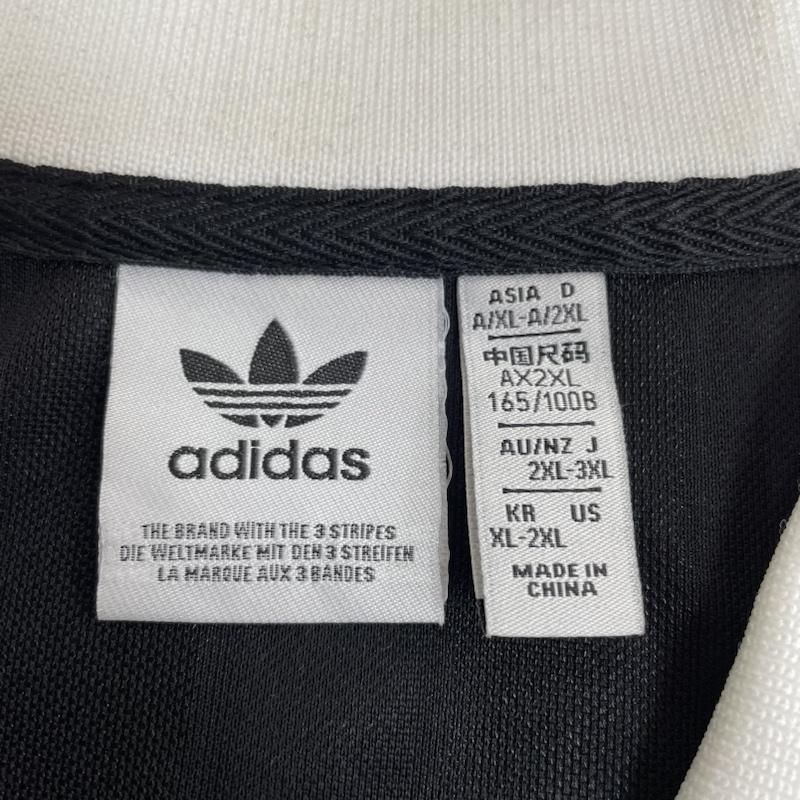 adidas
THE BRAND WITH THE 3 STRIPES
DIE WELTMARKE MIT DEN 3 STREIFEN
LA MARQUE AUX 3 BANDES
ASIA D
A/XL-A/2XL
中国尺码
AX2XL
165/100B
AU/NZ J
2XL-3XL
KR US
XL-2XL
MADE IN
CHINA